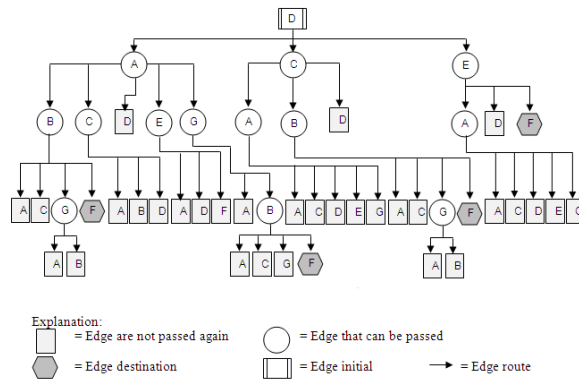 D
A C E
B C D E G A B D A D F
A C G F A B D A D F A B A C D E G A C G F A C D E G
A B A C G F A B
Explanation:
= Edge are not passed again = Edge that can be passed
= Edge destination = Edge initial = Edge route